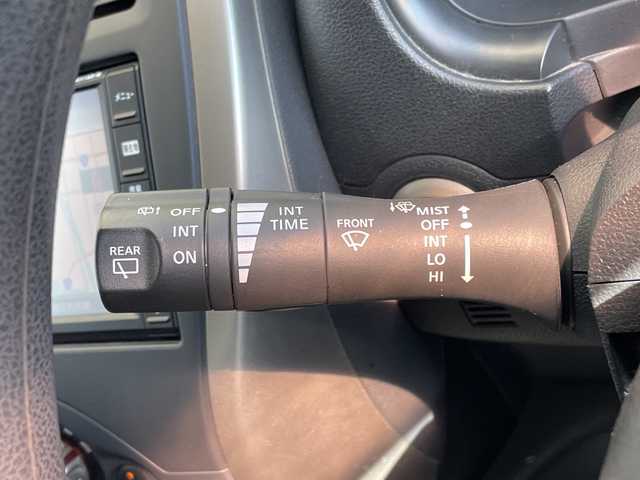 メニュー
OFF
INT
ON
REAR
INT
TIME
FRONT
MIST
OFF
INT
LO
HI